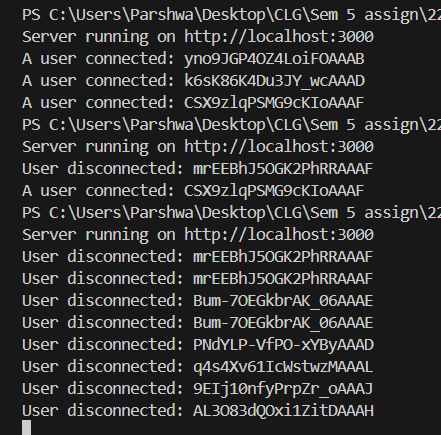 PS C:\Users\Parshwa\Desktop\CLG\Sem 5 assign\22
Server running on http://localhost:3000
A user connected: yno9JGP4OZ4LoiFOAAAB
A user connected: k6sK86K4Du3JY_wcAAAD
A user connected: CSX9zlqPSMG9cKIoAAAF
PS C:\Users\Parshwa\Desktop\CLG\Sem 5 assign\22
Server running on http://localhost:3000
User disconnected: mrEEBhJ5OGK2PhRRAAAF
A user connected: CSX9zlqPSMG9cKIoAAAF
PS C:\Users\Parshwa\Desktop\CLG\Sem 5 assign\22
Server running on http://localhost:3000
User disconnected: mrEEBhJ5OGK2PhRRAAAF
User disconnected: mrEEBhJ5OGK2PhRRAAAF
User disconnected: Bum-7OEGkbrAK_06AAAE
User disconnected: Bum-7OEGkbrAK_06AAAE
User disconnected: PNdYLP-VfPO-xYByAAAD
User disconnected: q4s4Xv61IcWstwzMAAAL
User disconnected: 9EIj10nfyPrpZr_oAAAJ
User disconnected: AL3O83dQOxi1ZitDAAAH